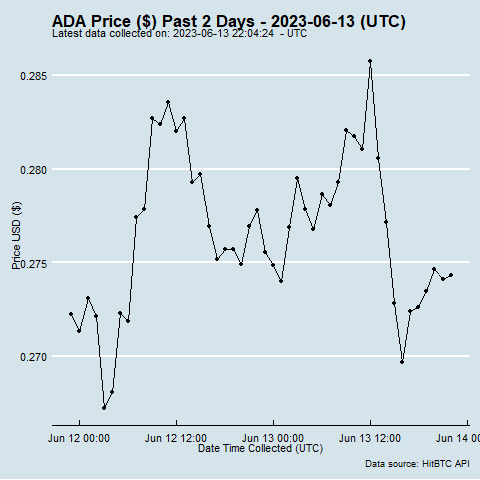 ADA Price ($) Past 2 Days - 2023-06-13 (UTC)
Latest data collected on: 2023-06-13 22:04:24  - UTC
0.285
0.280
0.275
0.270
Price USD ($)
Jun 12 00:00 Jun 12 12:00 Jun 13 00:00 Jun 13 12:00 Jun 14 00
Date Time Collected (UTC)
Data source: HitBTC API